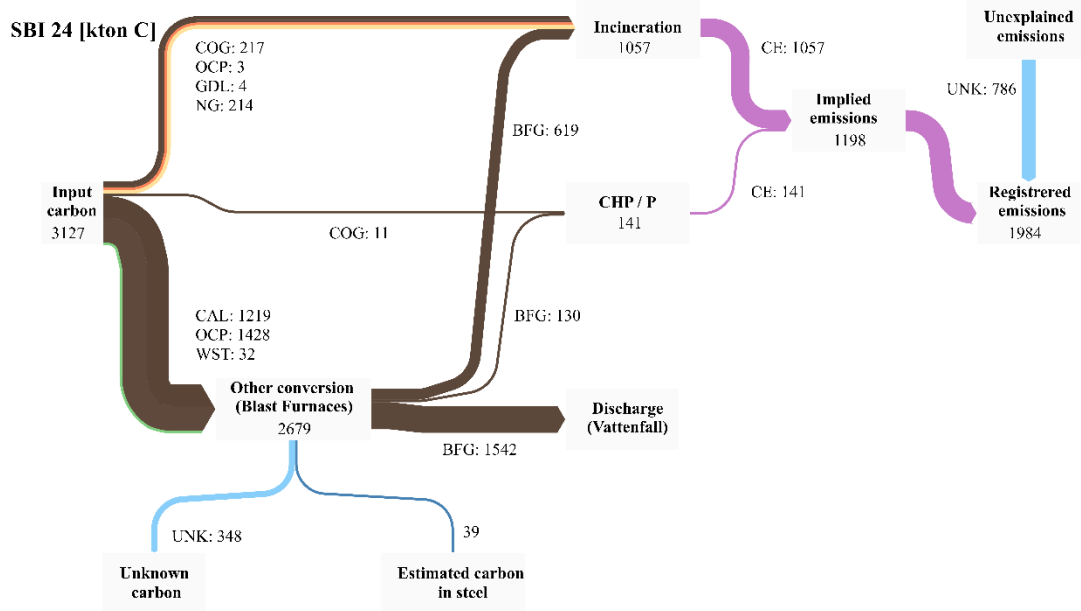 SBI 24 [kton C]
COG: 217
OCP: 3
GDL: 4
NG: 214
Incineration
1057
CE: 1057
Unexplained
emissions
UNK: 786
BFG: 619
Implied
emissions
1198
Input
carbon
3127
COG: 11
CHP / P
141
CE: 141
Registrered
emissions
1984
CAL: 1219
OCP: 1428
WST: 32
BFG: 130
Other conversion
(Blast Furnaces)
2679
BFG: 1542
Discharge
(Vattenfall)
UNK: 348
39
Unknown
carbon
Estimated carbon
in steel